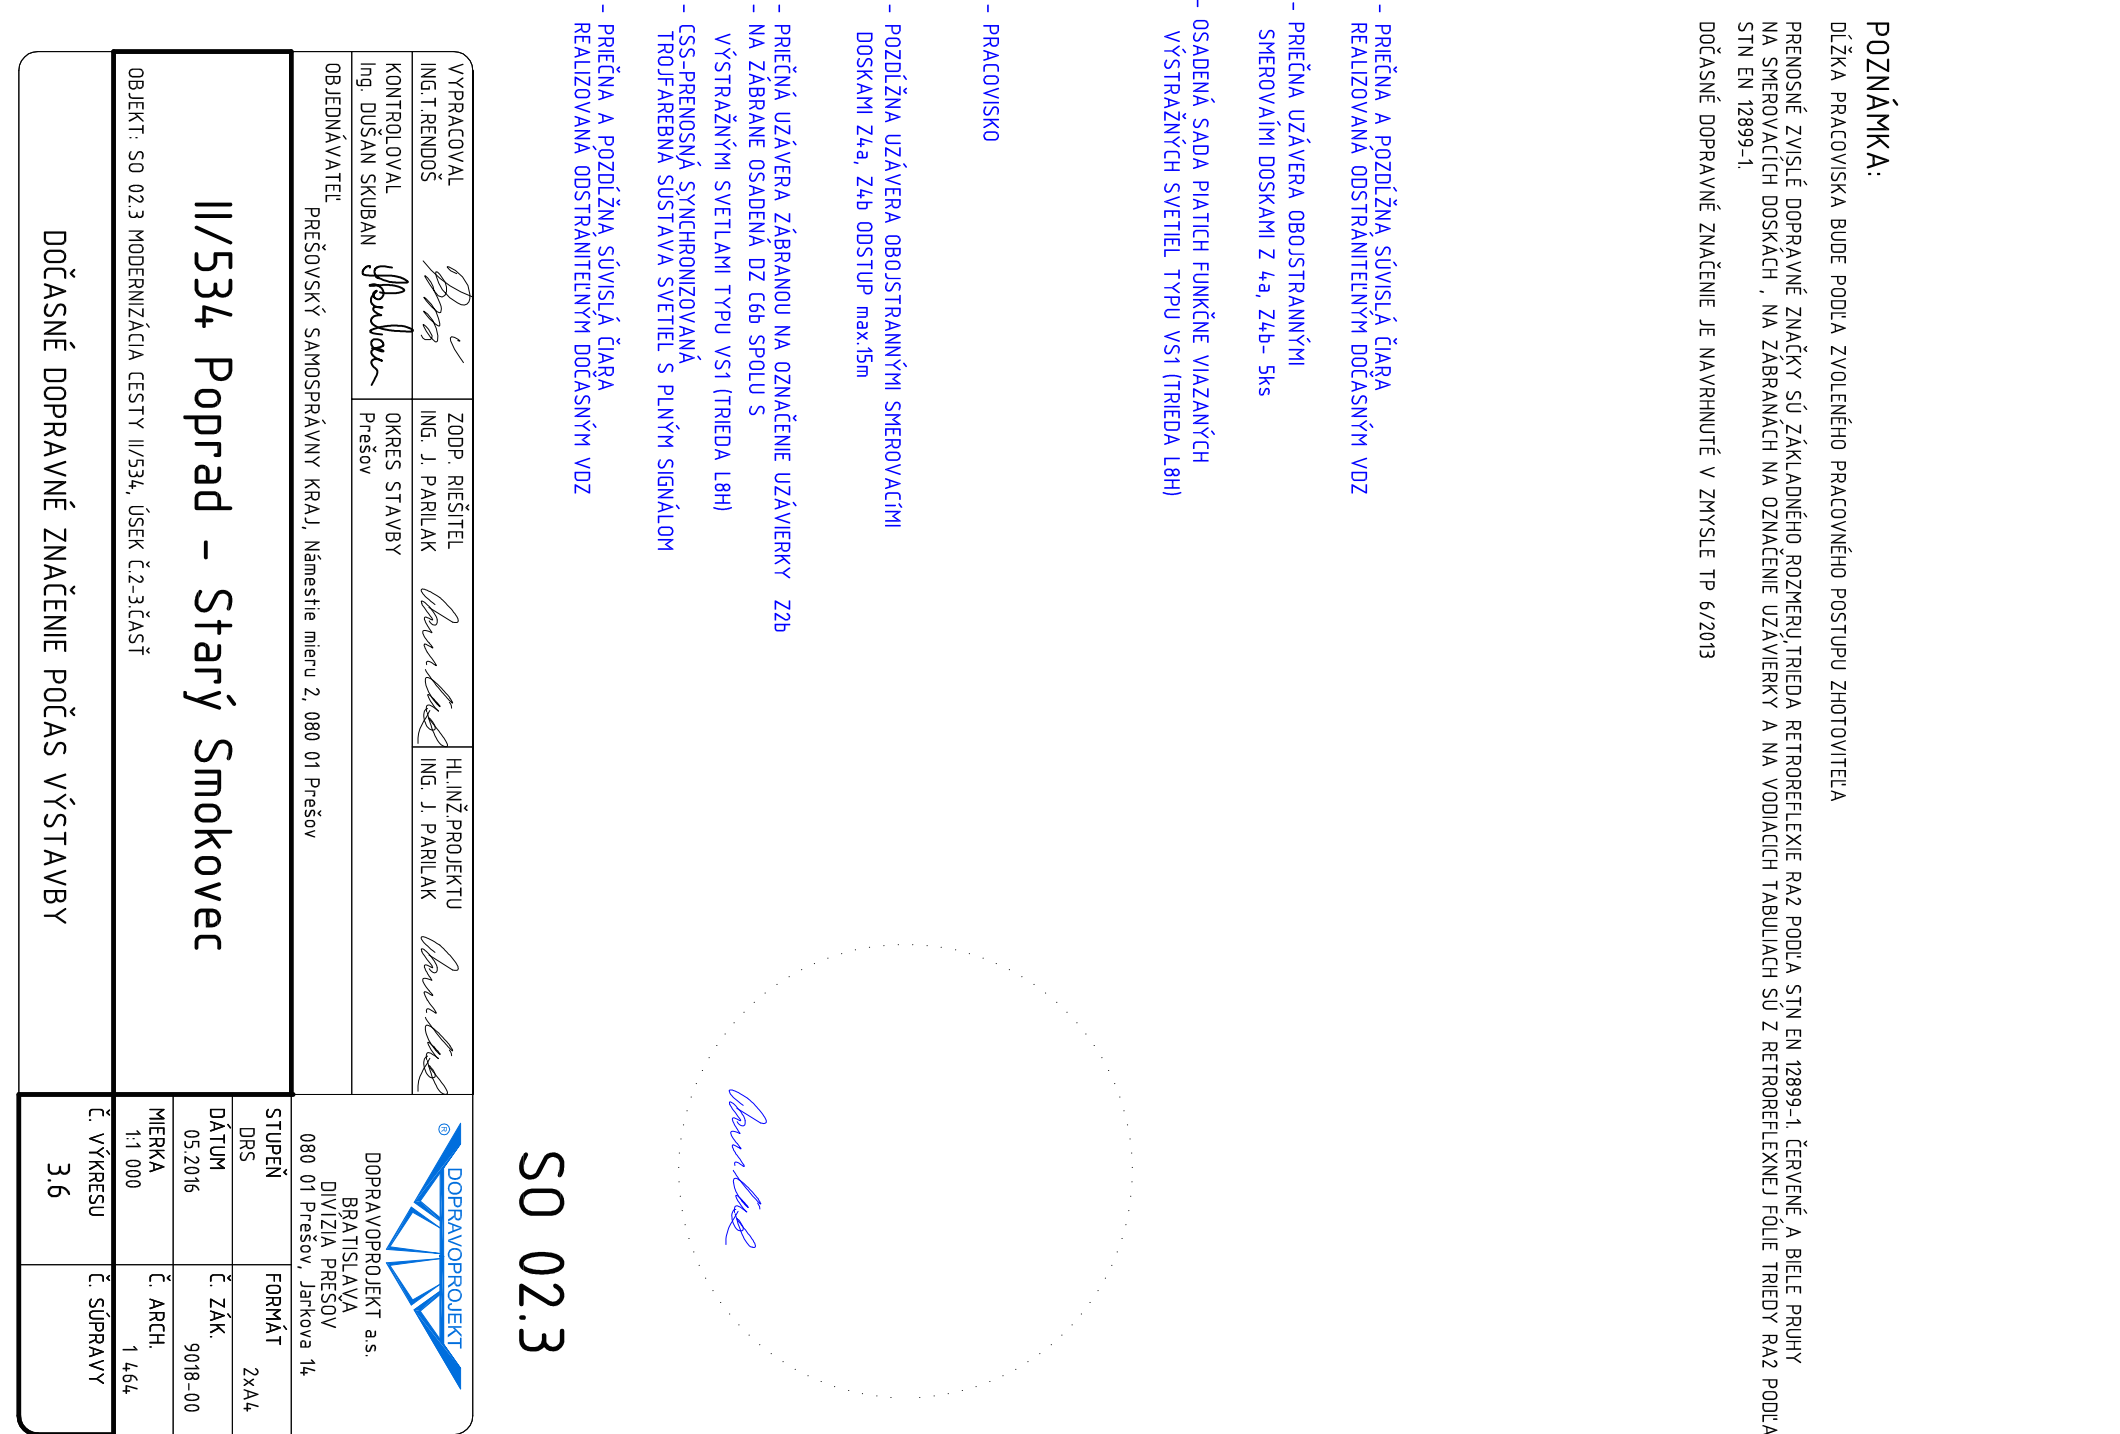 POZNÁMKA:
DĹŽKA PRACOVISKA BUDE PODĽA ZVOLENÉHO PRACOVNÉHO POSTUPU ZHOTOVITEĽA
PRENOSNÉ ZVISLÉ DOPRAVNÉ ZNAČKY SÚ ZÁKLADNÉHO ROZMERU,TRIEDA RETROREFLEXIE RA2 PODĽA STN EN 12899-1. ČERVENÉ A BIELE PRUHY
NA SMEROVACÍCH DOSKÁCH , NA ZÁBRANÁCH NA OZNAČENIE UZÁVIERKY A NA VODIACICH TABULIACH SÚ Z RETROREFLEXNEJ FÓLIE TRIEDY RA2 PODĽA
STN EN 12899-1.
DOČASNÉ DOPRAVNÉ ZNAČENIE JE NAVRHNUTÉ V ZMYSLE TP 6/2013
- PRIEČNA A POZDĹŽNA SÚVISLÁ ČIARA
REALIZOVANÁ ODSTRÁNITEĽNÝM DOČASNÝM VDZ
- PRIEČNA UZÁVERA OBOJSTRANNÝMI
SMEROVAÍMI DOSKAMI Z 4a, Z4b- 5ks
- OSADENÁ SADA PIATICH FUNKČNE VIAZANÝCH
VÝSTRAŽNÝCH SVETIEL TYPU VS1 (TRIEDA L8H)
- PRACOVISKO
- POZDĹŽNA UZÁVERA OBOJSTRANNÝMI SMEROVACÍMI
DOSKAMI Z4a, Z4b ODSTUP max.15m
- PRIEČNÁ UZÁVERA ZÁBRANOU NA OZNAČENIE UZÁVIERKY Z2b
- NA ZÁBRANE OSADENÁ DZ C6b SPOLU S
VÝSTRAŽNÝMI SVETLAMI TYPU VS1 (TRIEDA L8H)
- CSS-PRENOSNÁ SYNCHRONIZOVANÁ
TROJFAREBNÁ SÚSTAVA SVETIEL S PLNÝM SIGNÁLOM
- PRIEČNA A POZDĹŽNA SÚVISLÁ ČIARA
REALIZOVANÁ ODSTRÁNITEĽNÝM DOČASNÝM VDZ
SO 02.3
VYPRACOVAL
ING.T.RENDOŠ
ZODP. RIEŠITEL
ING. J. PARILAK
HL.INŽ.PROJEKTU
ING. J. PARILAK
KONTROLOVAL
Ing. DUŠAN SKUBAN
OKRES STAVBY
Prešov
OBJEDNÁVATEĽ
PREŠOVSKÝ SAMOSPRÁVNY KRAJ, Námestie mieru 2, 080 01 Prešov
II/534 Poprad - Starý Smokovec
OBJEKT: SO 02.3 MODERNIZÁCIA CESTY II/534, ÚSEK Č.2-3.ČASŤ
DOČASNÉ DOPRAVNÉ ZNAČENIE POČAS VÝSTAVBY
DOPRAVOPROJEKT
®
DOPRAVOPROJEKT a.s.
BRATISLAVA
DIVÍZIA PREŠOV
080 01 Prešov, Jarkova 14
STUPEŇ
DRS
FORMÁT
2xA4
DÁTUM
05.2016
Č. ZÁK.
9018-00
MIERKA
1:1 000
Č. ARCH.
1 464
Č. VÝKRESU
3.6
Č. SÚPRAVY